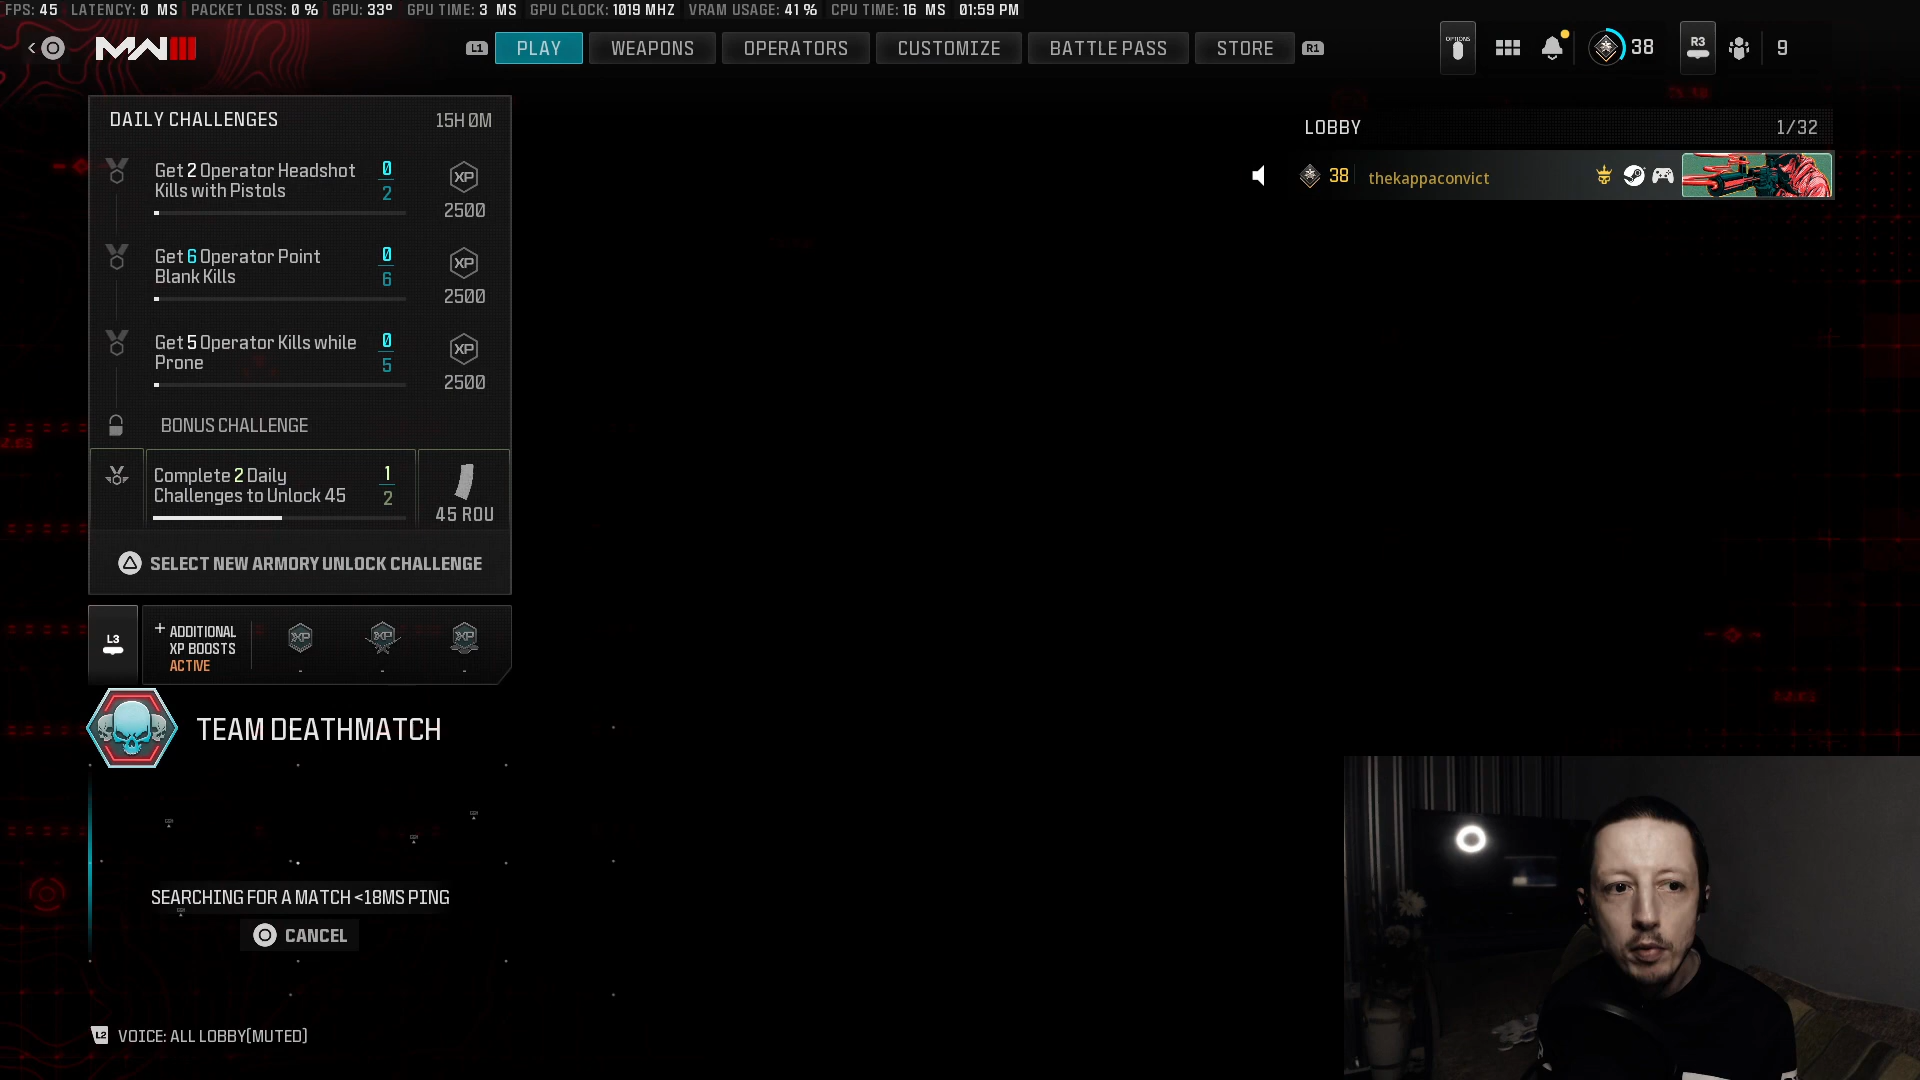 FPS: 45 LATENCY: 0 MS PACKET LOSS: 0 % GPU: 33° GPU TIME: 3 MS GPU CLOCK: 1019 MHZ VRAM USAGE: 41 % CPU TIME: 16 MS 01:59 PM
MWIII L1 PLAY WEAPONS OPERATORS CUSTOMIZE BATTLE PASS STORE R1 OPTIONS 38 R3 9
DAILY CHALLENGES 15H 0M
Get 2 Operator Headshot
Kills with Pistols
0
2
XP
2500
Get 6 Operator Point
Blank Kills
0
6
XP
2500
Get 5 Operator Kills while
Prone
0
5
XP
2500
BONUS CHALLENGE
Complete 2 Daily
Challenges to Unlock 45
1
2
45 ROU
SELECT NEW ARMORY UNLOCK CHALLENGE
L3
+ ADDITIONAL
XP BOOSTS
ACTIVE
XP XP XP
- - -
TEAM DEATHMATCH
SEARCHING FOR A MATCH <18MS PING
CANCEL
L2 VOICE: ALL LOBBY(MUTED)
LOBBY 1/32
38 thekappaconvict